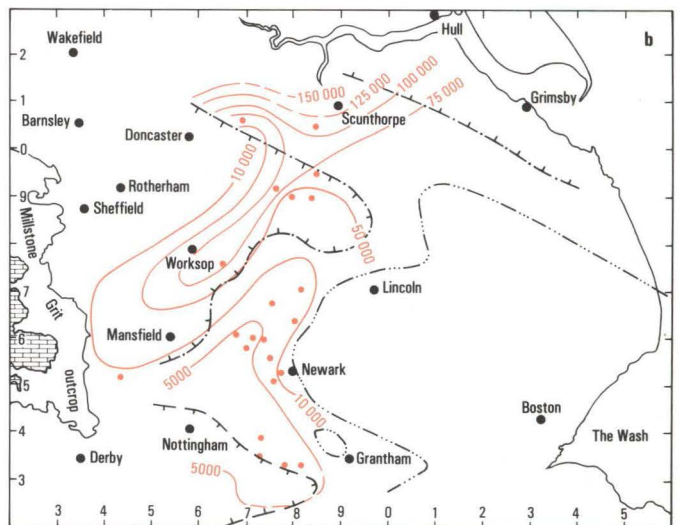 b
Hull
Wakefield
2
150 000
125 000
100 000
75 000
1
Scunthorpe
Grimsby
Barnsley
Doncaster
0
10 000
Rotherham
9
Sheffield
Millstone
Grit
outcrop
8
Worksop
50 000
Lincoln
7
Mansfield
6
5000
Newark
5
10 000
Boston
4
Nottingham
The Wash
Derby
Grantham
3
5000
3 4 5 6 7 8 9 0 1 2 3 4 5